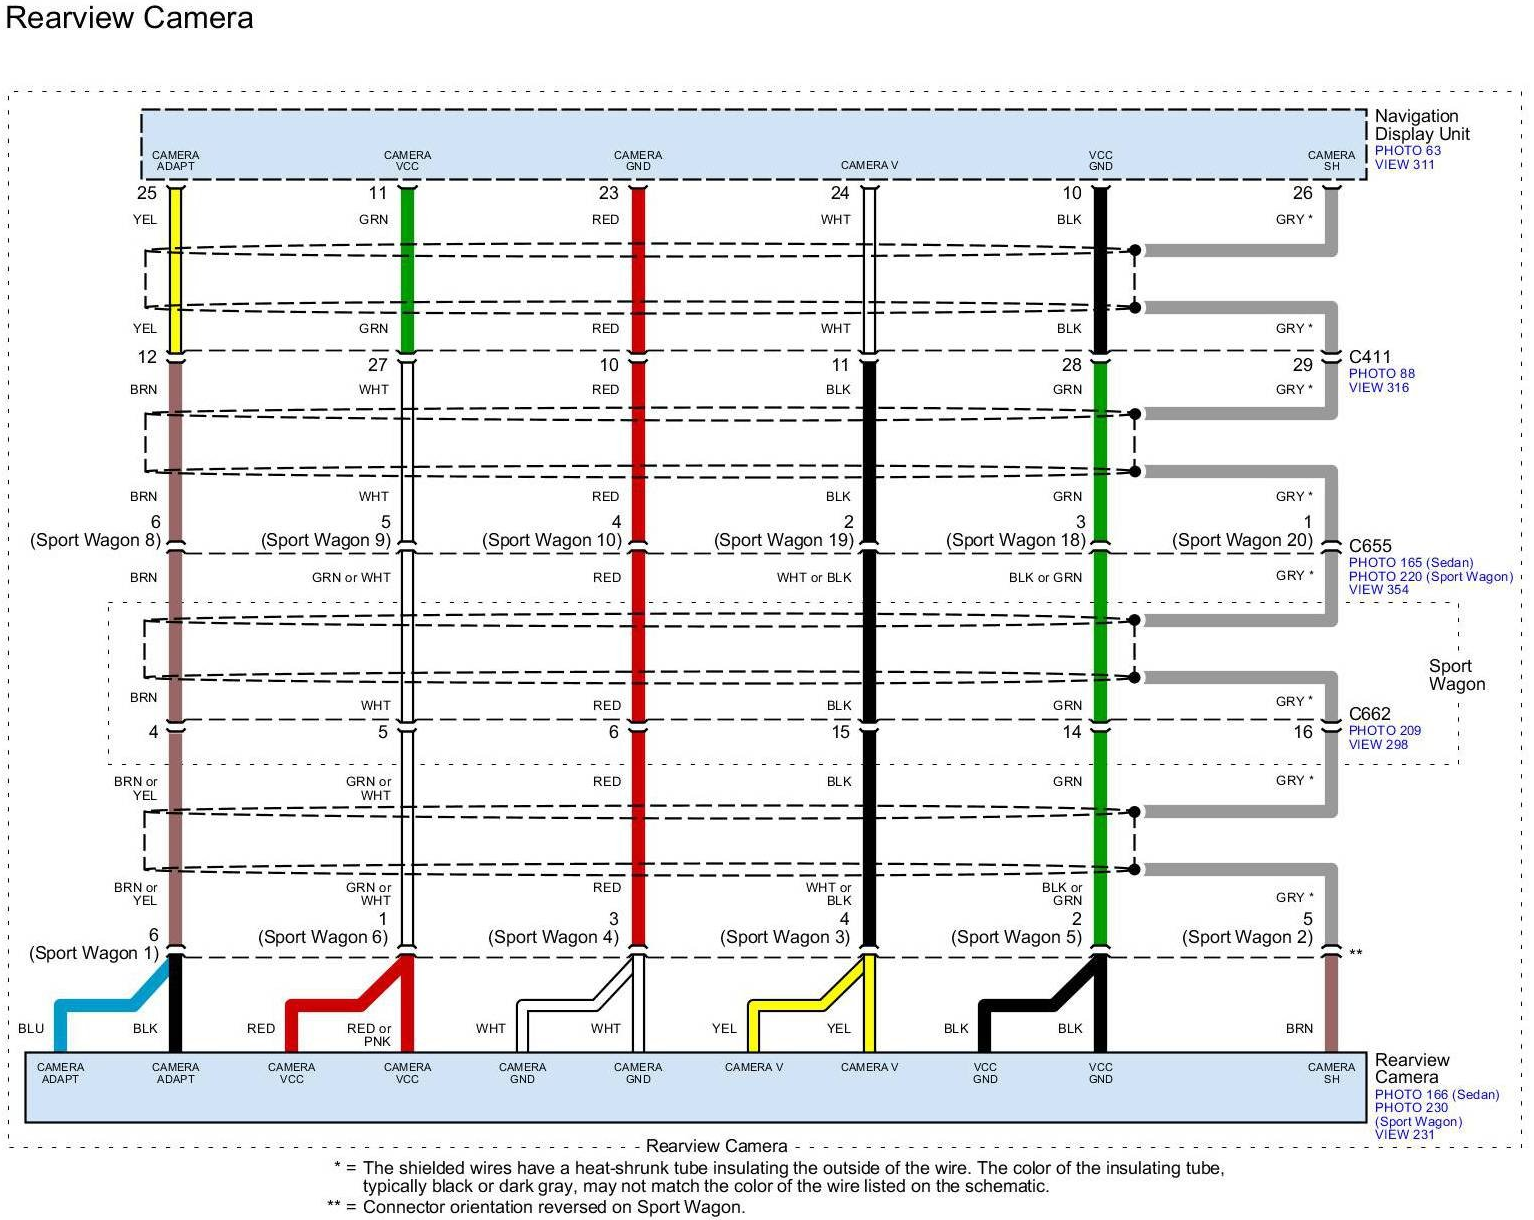 Rearview Camera
Navigation
Display Unit
PHOTO 63
VIEW 311
CAMERA
ADAPT
CAMERA
VCC
CAMERA
GND
CAMERA V
VCC
GND
CAMERA
SH
25
11
23
24
10
26
YEL
GRN
RED
WHT
BLK
GRY *
YEL
GRN
RED
WHT
BLK
GRY *
12
27
10
11
28
29
C411
PHOTO 88
VIEW 316
BRN
WHT
RED
BLK
GRN
GRY *
BRN
WHT
RED
BLK
GRN
GRY *
6
(Sport Wagon 8)
5
(Sport Wagon 9)
4
(Sport Wagon 10)
2
(Sport Wagon 19)
3
(Sport Wagon 18)
1
(Sport Wagon 20)
C655
PHOTO 165 (Sedan)
PHOTO 220 (Sport Wagon)
VIEW 354
BRN
GRN or WHT
RED
WHT or BLK
BLK or GRN
GRY *
Sport
Wagon
BRN
WHT
RED
BLK
GRN
GRY *
4
5
6
15
14
16
C662
PHOTO 209
VIEW 298
BRN or
YEL
GRN or
WHT
RED
BLK
GRN
GRY *
BRN or
YEL
GRN or
WHT
RED
WHT or
BLK
BLK or
GRN
GRY *
6
(Sport Wagon 1)
1
(Sport Wagon 6)
3
(Sport Wagon 4)
4
(Sport Wagon 3)
2
(Sport Wagon 5)
5
(Sport Wagon 2)
**
BLU
BLK
RED
RED or
PNK
WHT
WHT
YEL
YEL
BLK
BLK
BRN
CAMERA
ADAPT
CAMERA
ADAPT
CAMERA
VCC
CAMERA
VCC
CAMERA
GND
CAMERA
GND
CAMERA V
CAMERA V
VCC
GND
VCC
GND
CAMERA
SH
Rearview
Camera
PHOTO 166 (Sedan)
PHOTO 230
(Sport Wagon)
VIEW 231
Rearview Camera
* = The shielded wires have a heat-shrunk tube insulating the outside of the wire. The color of the insulating tube,
typically black or dark gray, may not match the color of the wire listed on the schematic.
** = Connector orientation reversed on Sport Wagon.